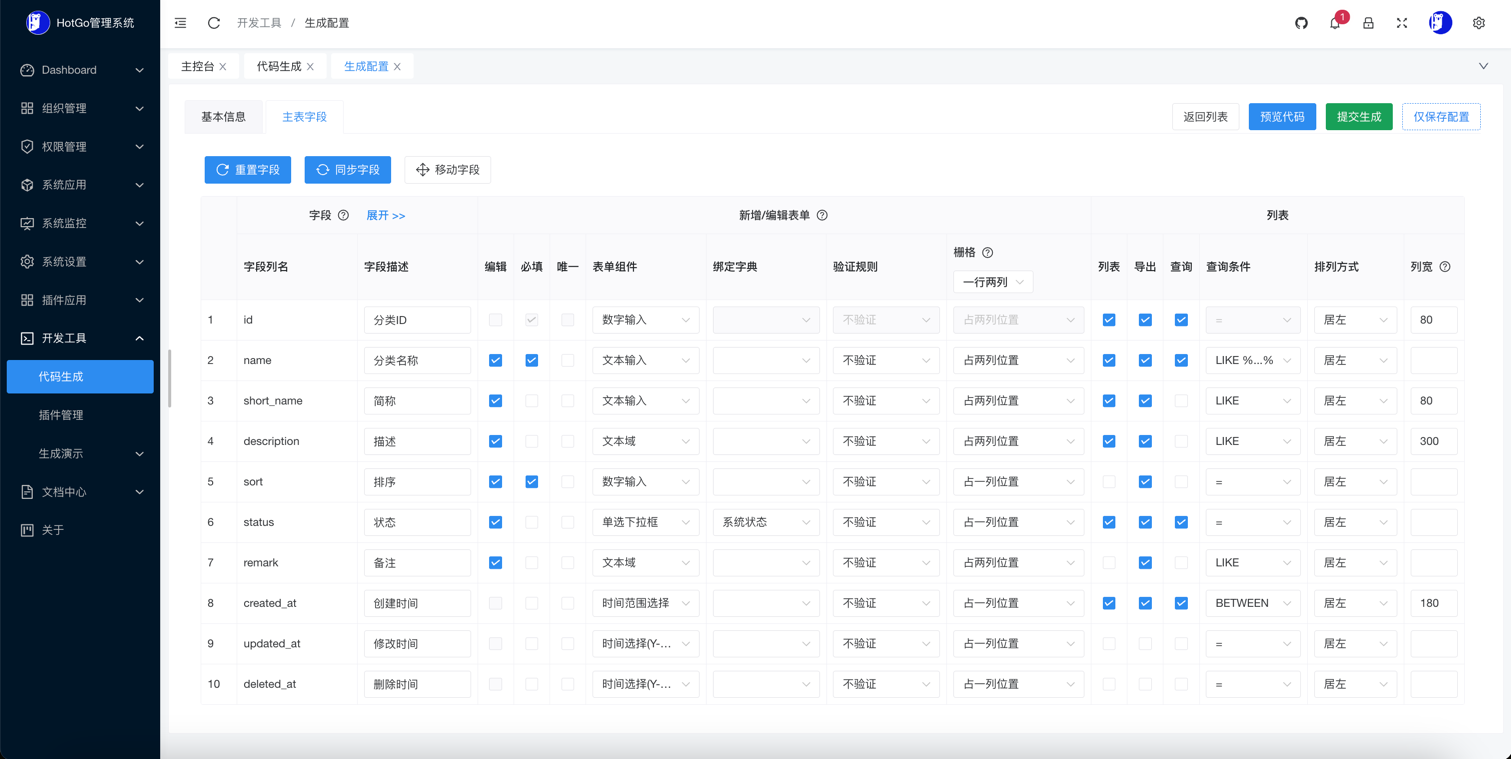 HotGo管理系统
开发工具 / 生成配置
1
Dashboard
组织管理
权限管理
系统应用
系统监控
系统设置
插件应用
开发工具
代码生成
插件管理
生成演示
文档中心
关于
主控台 代码生成 生成配置
基本信息 主表字段
返回列表 预览代码 提交生成 仅保存配置
重置字段 同步字段 移动字段
字段 展开 >> 新增/编辑表单 列表
字段列名 字段描述 编辑 必填 唯一 表单组件 绑定字典 验证规则 栅格 一行两列 列表 导出 查询 查询条件 排列方式 列宽
1 id 分类ID 数字输入 不验证 占两列位置 = 居左 80
2 name 分类名称 文本输入 不验证 占两列位置 LIKE %...% 居左
3 short_name 简称 文本输入 不验证 占两列位置 LIKE 居左 80
4 description 描述 文本域 不验证 占两列位置 LIKE 居左 300
5 sort 排序 数字输入 不验证 占一列位置 = 居左
6 status 状态 单选下拉框 系统状态 不验证 占一列位置 = 居左
7 remark 备注 文本域 不验证 占两列位置 LIKE 居左
8 created_at 创建时间 时间范围选择 不验证 占一列位置 BETWEEN 居左 180
9 updated_at 修改时间 时间选择(Y-... 不验证 占一列位置 = 居左
10 deleted_at 删除时间 时间选择(Y-... 不验证 占一列位置 = 居左